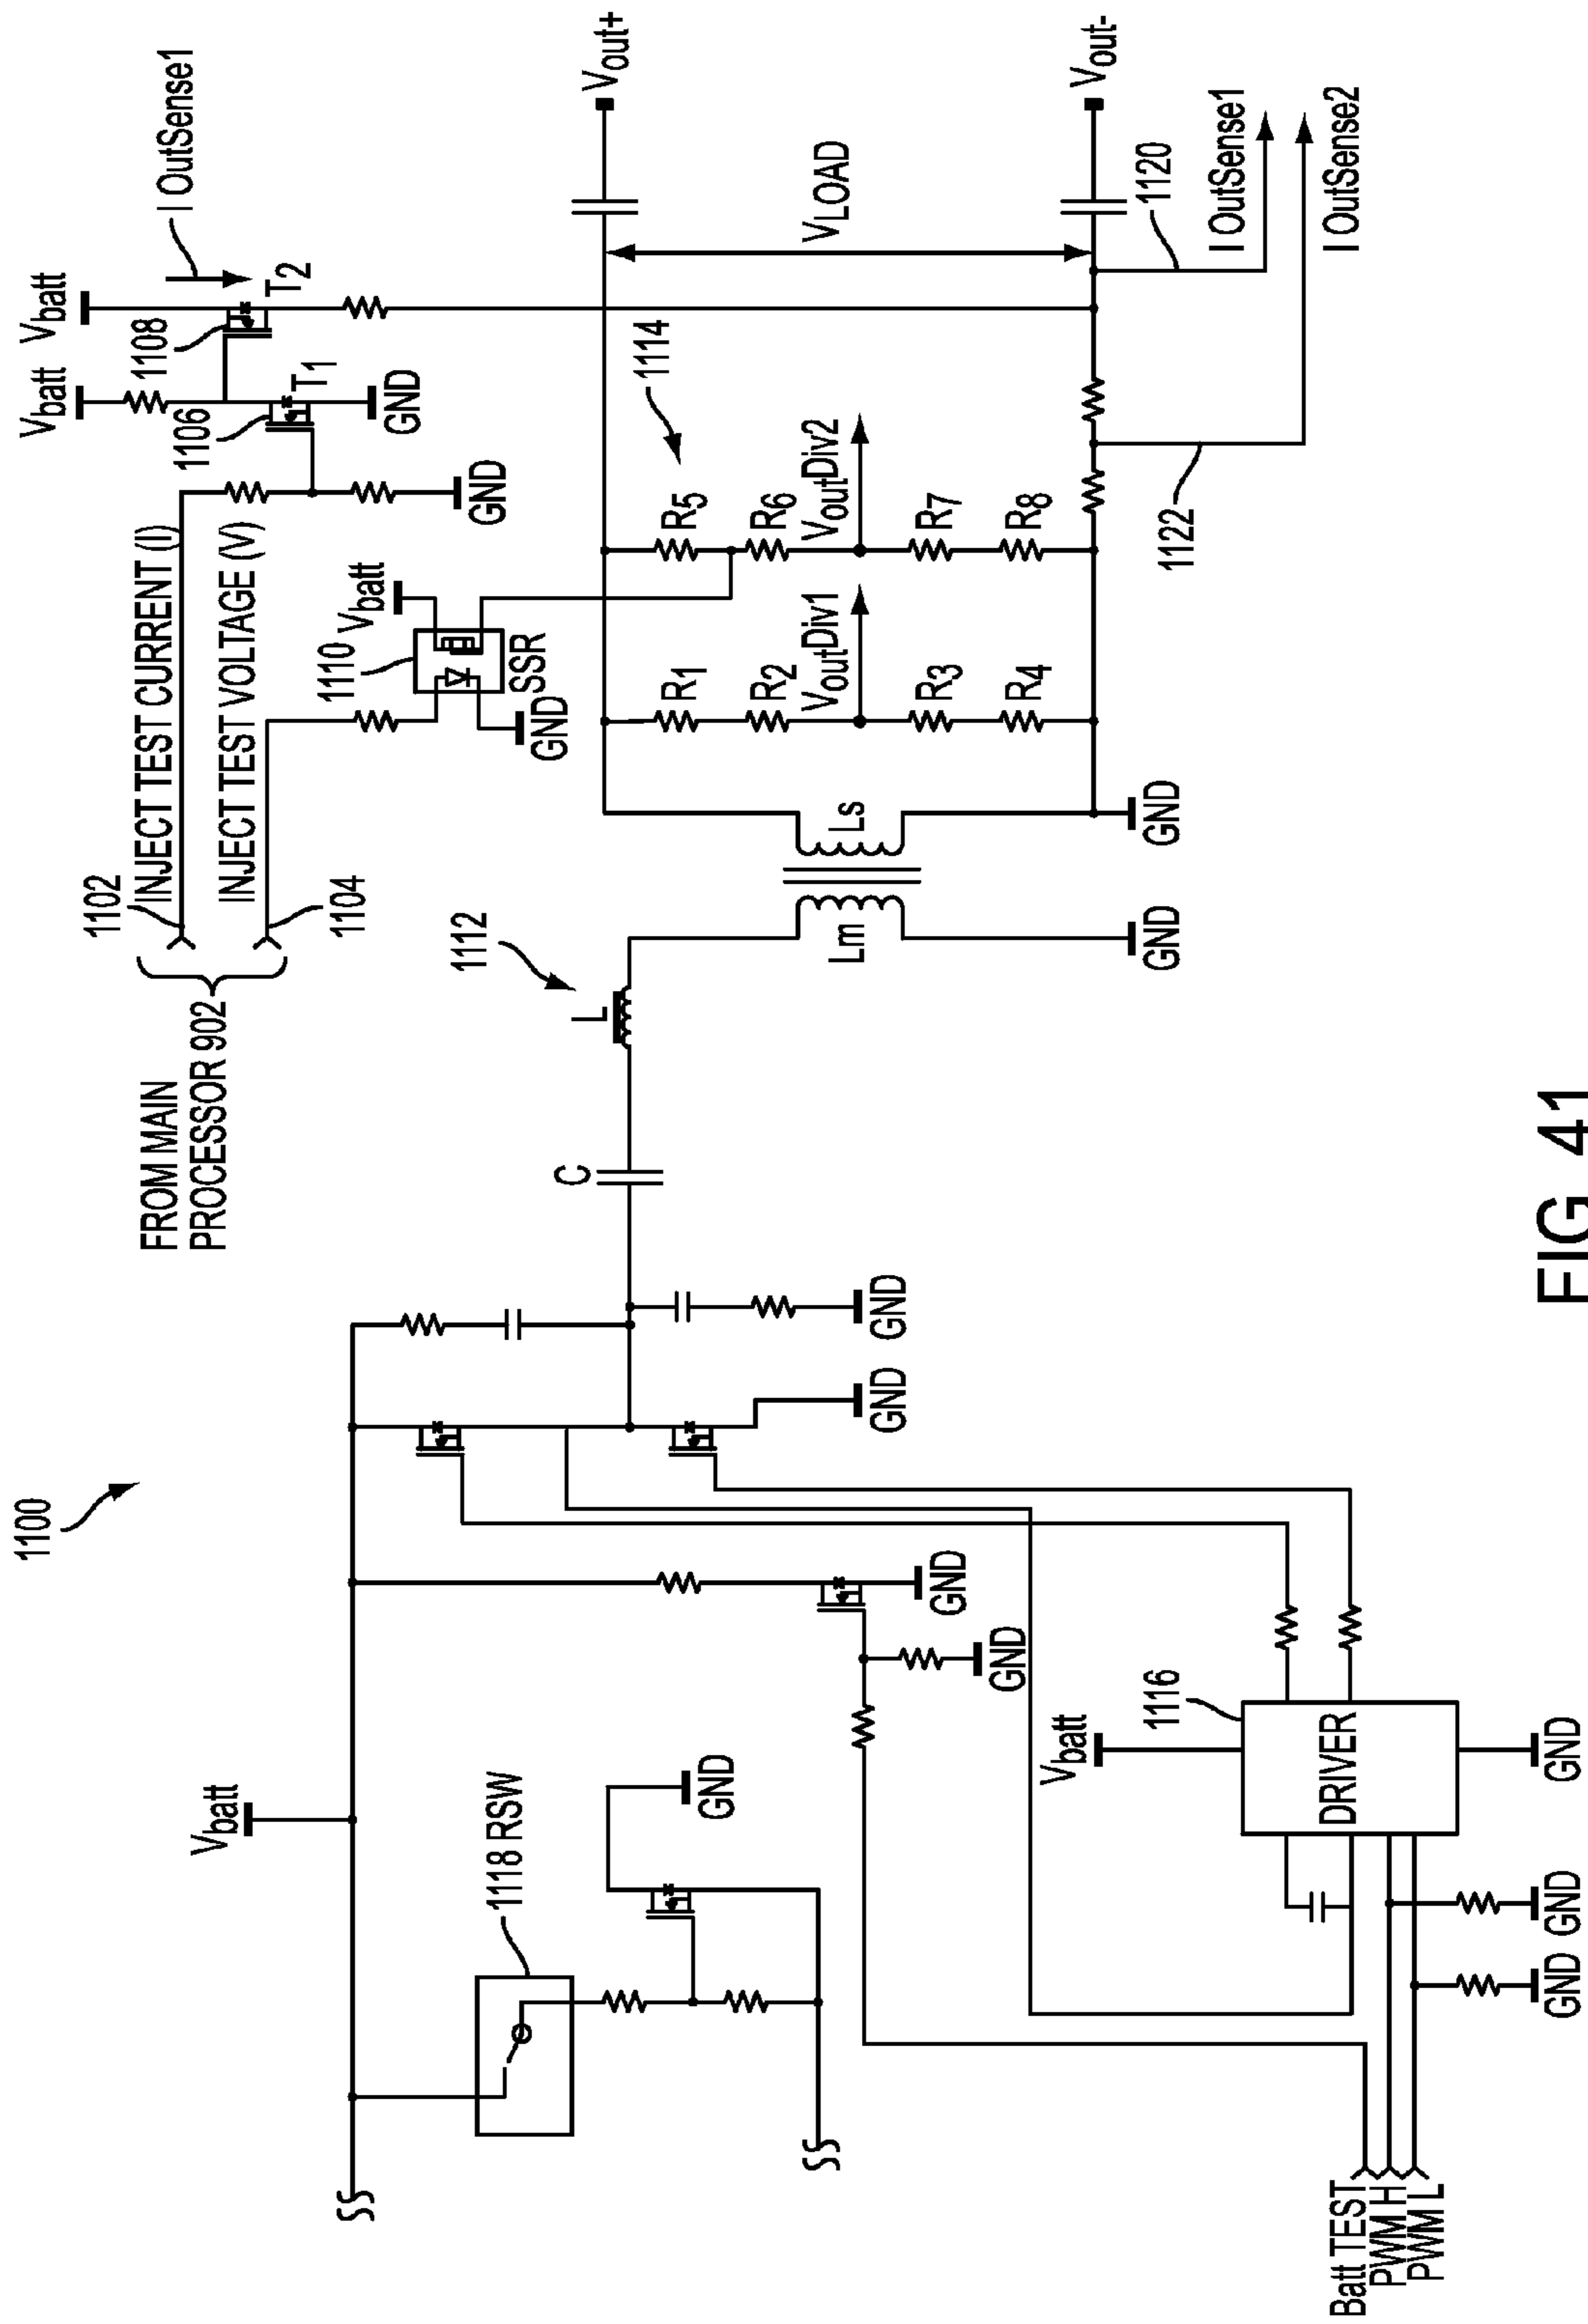 1100
Vbatt
1118 RSW
GND
GND
GND
GND
GND
Vbatt
1116
DRIVER
GND
GND
GND
Batt TEST
PWM H
PWM L
C
L
1112
Lm
Ls
GND
GND
FROM MAIN
PROCESSOR 902
1102
INJECT TEST CURRENT (I)
INJECT TEST VOLTAGE (V)
1104
1110
Vbatt
SSR
GND
GND
1106
Vbatt
T1
GND
1108
Vbatt
T2
I OutSense1
1114
R1
R2
VoutDiv1
R3
R4
R5
R6
VoutDiv2
R7
R8
VLOAD
Vout+
Vout-
1120
1122
I OutSense1
I OutSense2
FIG 41